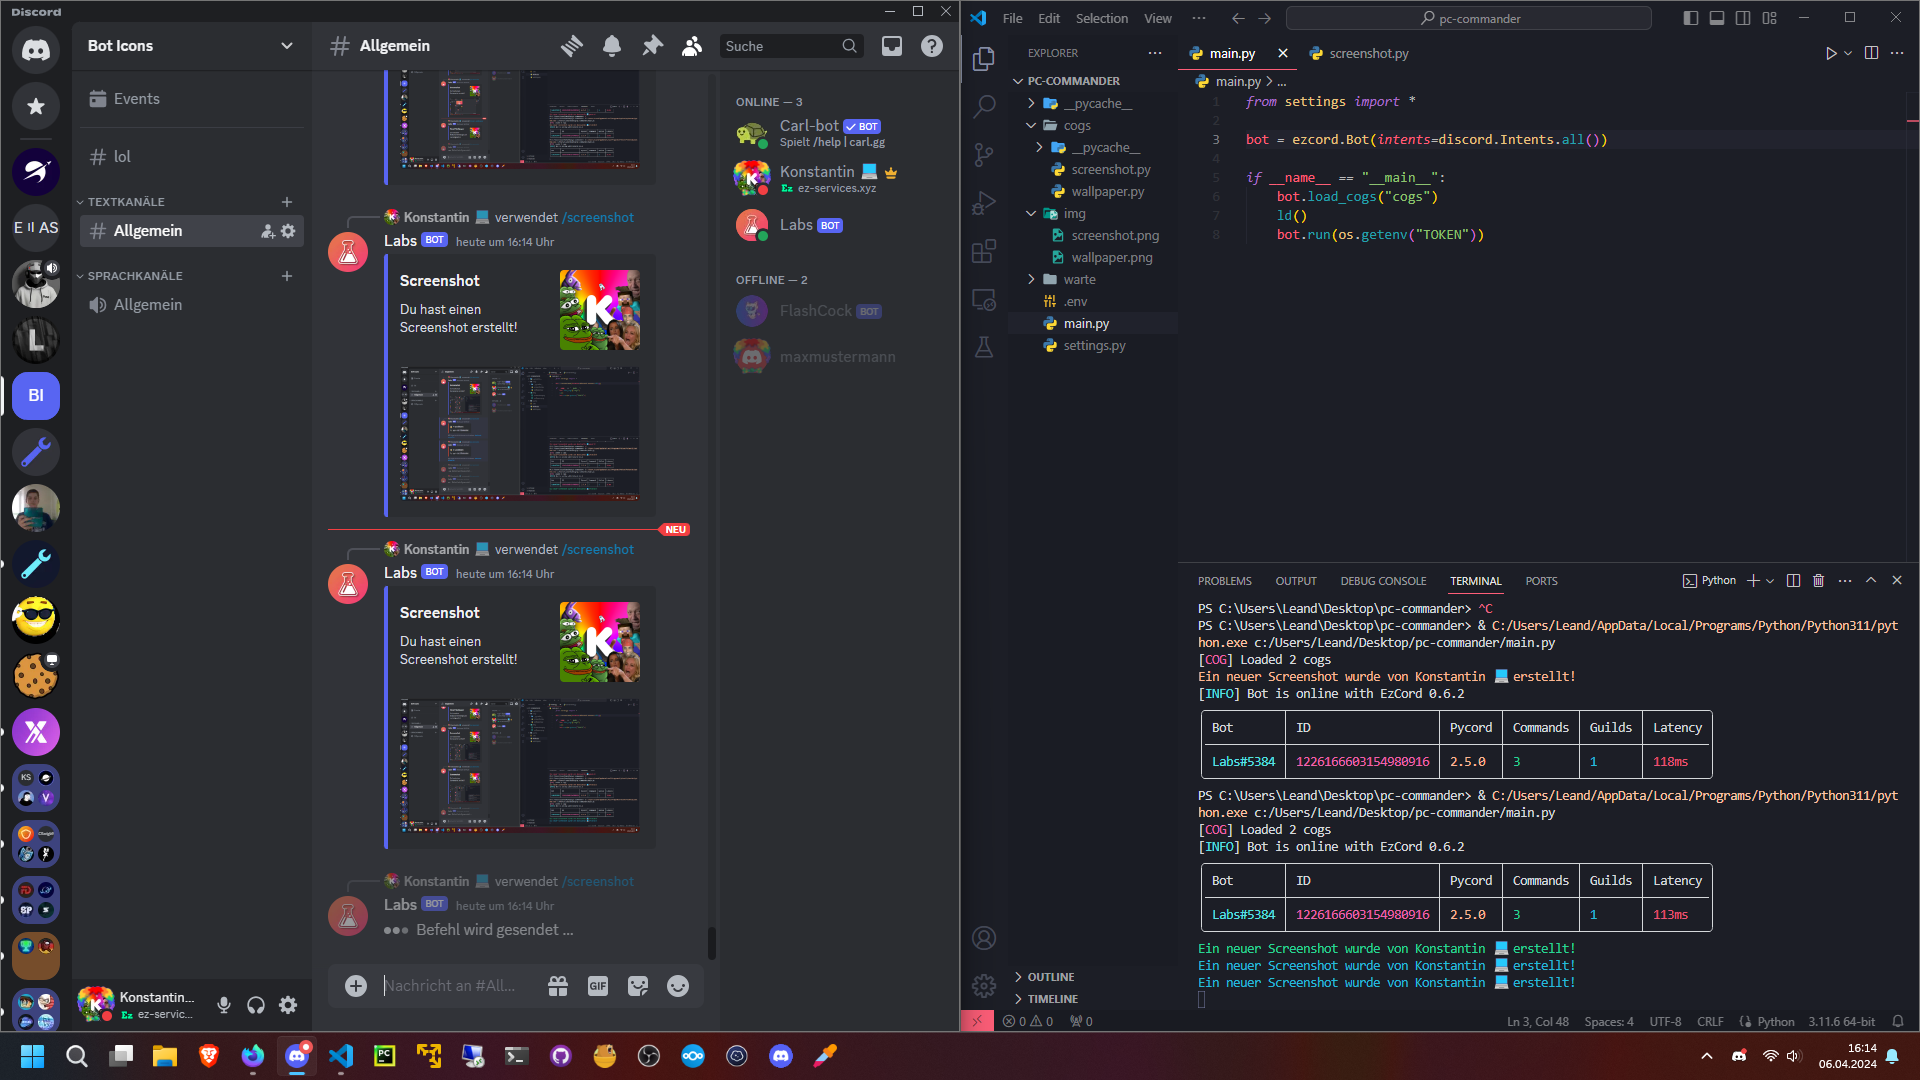 Discord
Bot Icons
Events
lol
TEXTKANÄLE
Allgemein
SPRACHKANÄLE
Allgemein
E II AS
L
BI
KS
Konstantin...
Ez ez-servic...
Allgemein
Suche
Konstantin 💻 verwendet /screenshot
Labs BOT heute um 16:14 Uhr
Screenshot
Du hast einen
Screenshot erstellt!
K
NEU
Konstantin 💻 verwendet /screenshot
Labs BOT heute um 16:14 Uhr
Screenshot
Du hast einen
Screenshot erstellt!
K
Konstantin 💻 verwendet /screenshot
Labs BOT heute um 16:14 Uhr
Befehl wird gesendet ...
Nachricht an #All...
GIF
ONLINE — 3
Carl-bot ✓ BOT
Spielt /help | carl.gg
Konstantin 💻
Ez ez-services.xyz
Labs BOT
OFFLINE — 2
FlashCock BOT
maxmustermann
File Edit Selection View ···
pc-commander
EXPLORER
PC-COMMANDER
__pycache__
cogs
__pycache__
screenshot.py
wallpaper.py
img
screenshot.png
wallpaper.png
warte
.env
main.py
settings.py
OUTLINE
TIMELINE
main.py
screenshot.py
main.py > ...
1 from settings import *
2
3 bot = ezcord.Bot(intents=discord.Intents.all())
4
5 if __name__ == "__main__":
6 bot.load_cogs("cogs")
7 ld()
8 bot.run(os.getenv("TOKEN"))
PROBLEMS OUTPUT DEBUG CONSOLE TERMINAL PORTS
Python
PS C:\Users\Leand\Desktop\pc-commander> ^C
PS C:\Users\Leand\Desktop\pc-commander> & C:/Users/Leand/AppData/Local/Programs/Python/Python311/pyt
hon.exe c:/Users/Leand/Desktop/pc-commander/main.py
[COG] Loaded 2 cogs
Ein neuer Screenshot wurde von Konstantin 💻 erstellt!
[INFO] Bot is online with EzCord 0.6.2
Bot ID Pycord Commands Guilds Latency
Labs#5384 1226166603154980916 2.5.0 3 1 118ms
PS C:\Users\Leand\Desktop\pc-commander> & C:/Users/Leand/AppData/Local/Programs/Python/Python311/pyt
hon.exe c:/Users/Leand/Desktop/pc-commander/main.py
[COG] Loaded 2 cogs
[INFO] Bot is online with EzCord 0.6.2
Bot ID Pycord Commands Guilds Latency
Labs#5384 1226166603154980916 2.5.0 3 1 113ms
Ein neuer Screenshot wurde von Konstantin 💻 erstellt!
Ein neuer Screenshot wurde von Konstantin 💻 erstellt!
Ein neuer Screenshot wurde von Konstantin 💻 erstellt!
0 0 0
Ln 3, Col 48 Spaces: 4 UTF-8 CRLF Python 3.11.6 64-bit
PC
16:14
06.04.2024